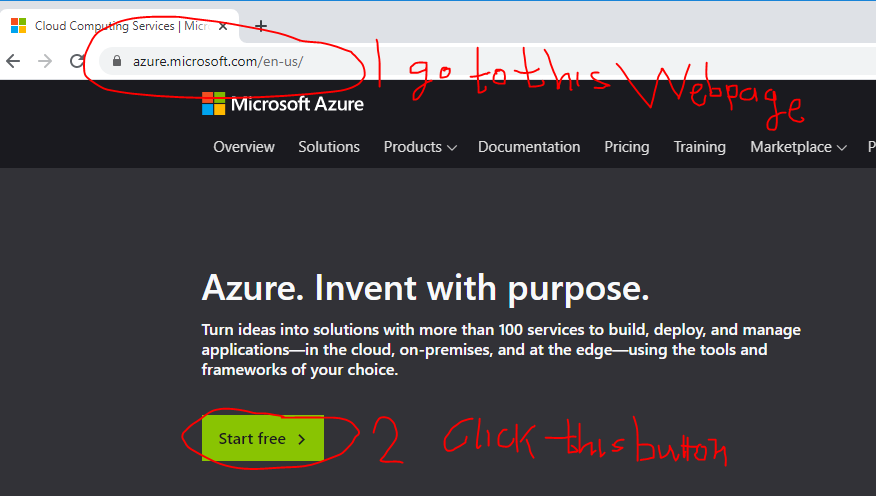 Cloud Computing Services | Micr
azure.microsoft.com/en-us/
1 go to this Webpage
Microsoft Azure
Overview Solutions Products Documentation Pricing Training Marketplace P
Azure. Invent with purpose.
Turn ideas into solutions with more than 100 services to build, deploy, and manage
applications—in the cloud, on-premises, and at the edge—using the tools and
frameworks of your choice.
Start free
2 Click this button